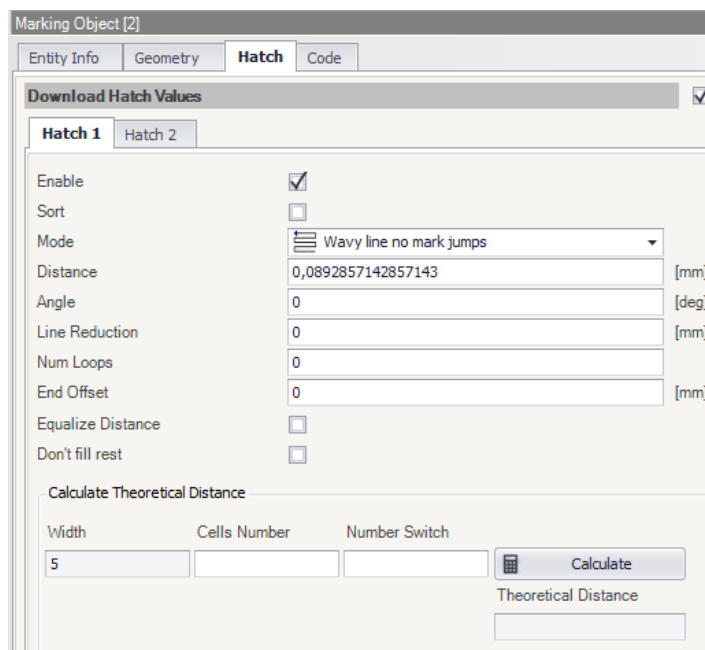 Marking Object [2]
Entity Info Geometry Hatch Code
Download Hatch Values
Hatch 1 Hatch 2
Enable
Sort
Mode Wavy line no mark jumps
Distance 0,0892857142857143 [mm]
Angle 0 [deg]
Line Reduction 0 [mm]
Num Loops 0
End Offset 0 [mm]
Equalize Distance
Don't fill rest
Calculate Theoretical Distance
Width Cells Number Number Switch
5 Calculate
Theoretical Distance